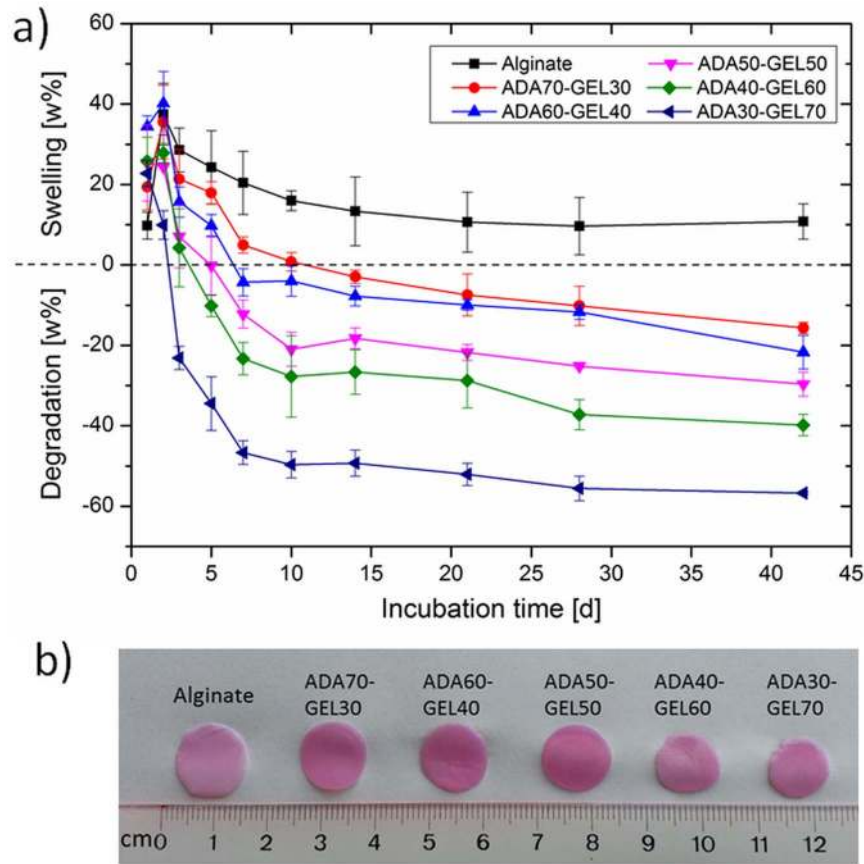 a)
Swelling [w%]
Degradation [w%]
60
40
20
0
-20
-40
-60
Alginate
ADA70-GEL30
ADA60-GEL40
ADA50-GEL50
ADA40-GEL60
ADA30-GEL70
0 5 10 15 20 25 30 35 40 45
Incubation time [d]
b)
Alginate
ADA70-
GEL30
ADA60-
GEL40
ADA50-
GEL50
ADA40-
GEL60
ADA30-
GEL70
cm 0 1 2 3 4 5 6 7 8 9 10 11 12